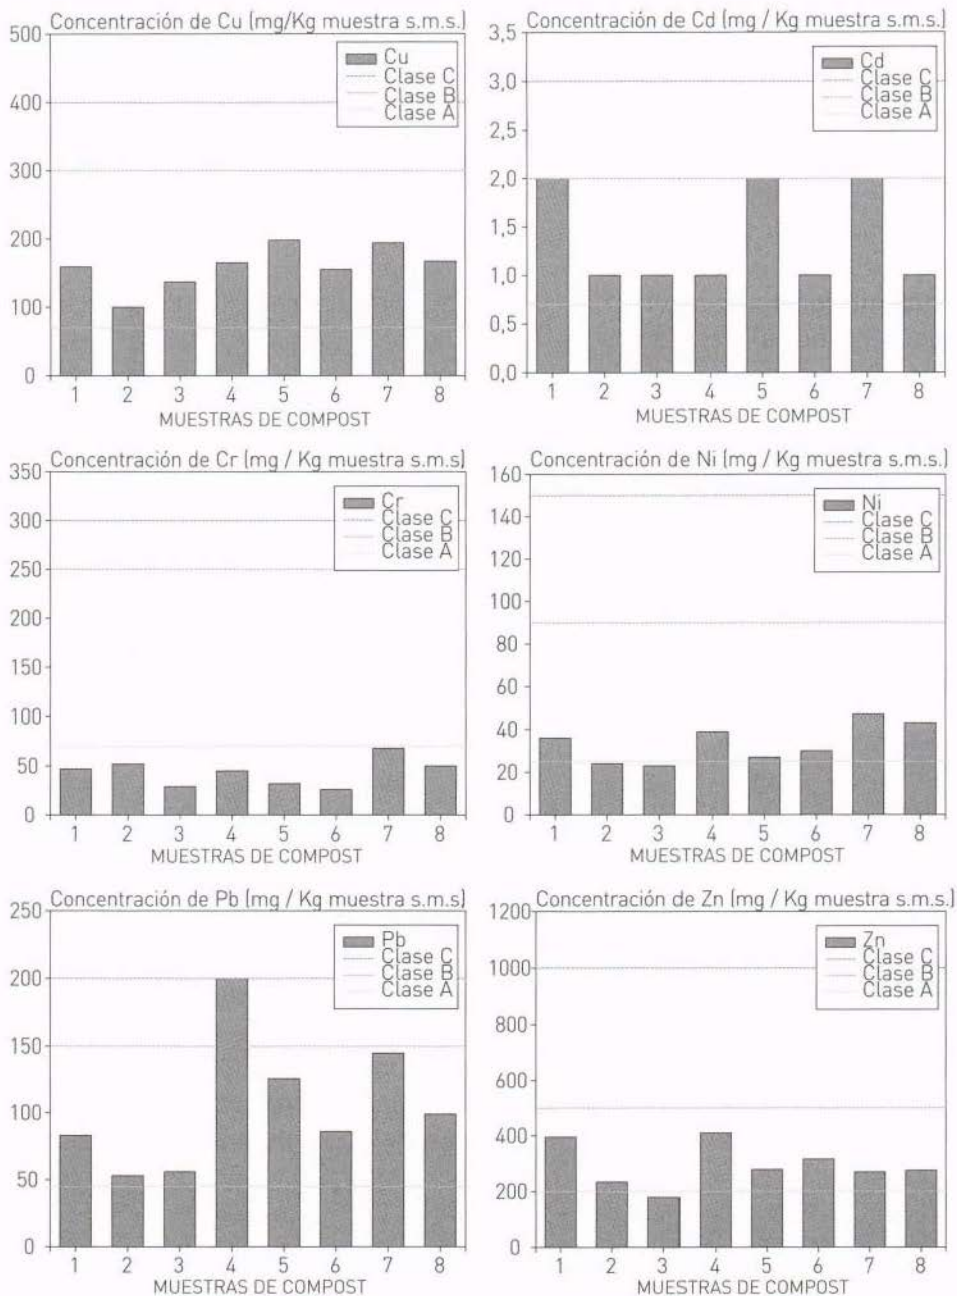 Concentración de Cu (mg/Kg muestra s.m.s.)
500
400
300
200
100
0
Cu
Clase C
Clase B
Clase A
1 2 3 4 5 6 7 8
MUESTRAS DE COMPOST
Concentración de Cd (mg / Kg muestra s.m.s.)
3,5
3,0
2,5
2,0
1,5
1,0
0,5
0,0
Cd
Clase C
Clase B
Clase A
1 2 3 4 5 6 7 8
MUESTRAS DE COMPOST
Concentración de Cr (mg / Kg muestra s.m.s)
350
300
250
200
150
100
50
0
Cr
Clase C
Clase B
Clase A
1 2 3 4 5 6 7 8
MUESTRAS DE COMPOST
Concentración de Ni (mg / Kg muestra s.m.s.)
160
140
120
100
80
60
40
20
0
Ni
Clase C
Clase B
Clase A
1 2 3 4 5 6 7 8
MUESTRAS DE COMPOST
Concentración de Pb (mg / Kg muestra s.m.s)
250
200
150
100
50
0
Pb
Clase C
Clase B
Clase A
1 2 3 4 5 6 7 8
MUESTRAS DE COMPOST
Concentración de Zn (mg / Kg muestra s.m.s.)
1200
1000
800
600
400
200
0
Zn
Clase C
Clase B
Clase A
1 2 3 4 5 6 7 8
MUESTRAS DE COMPOST